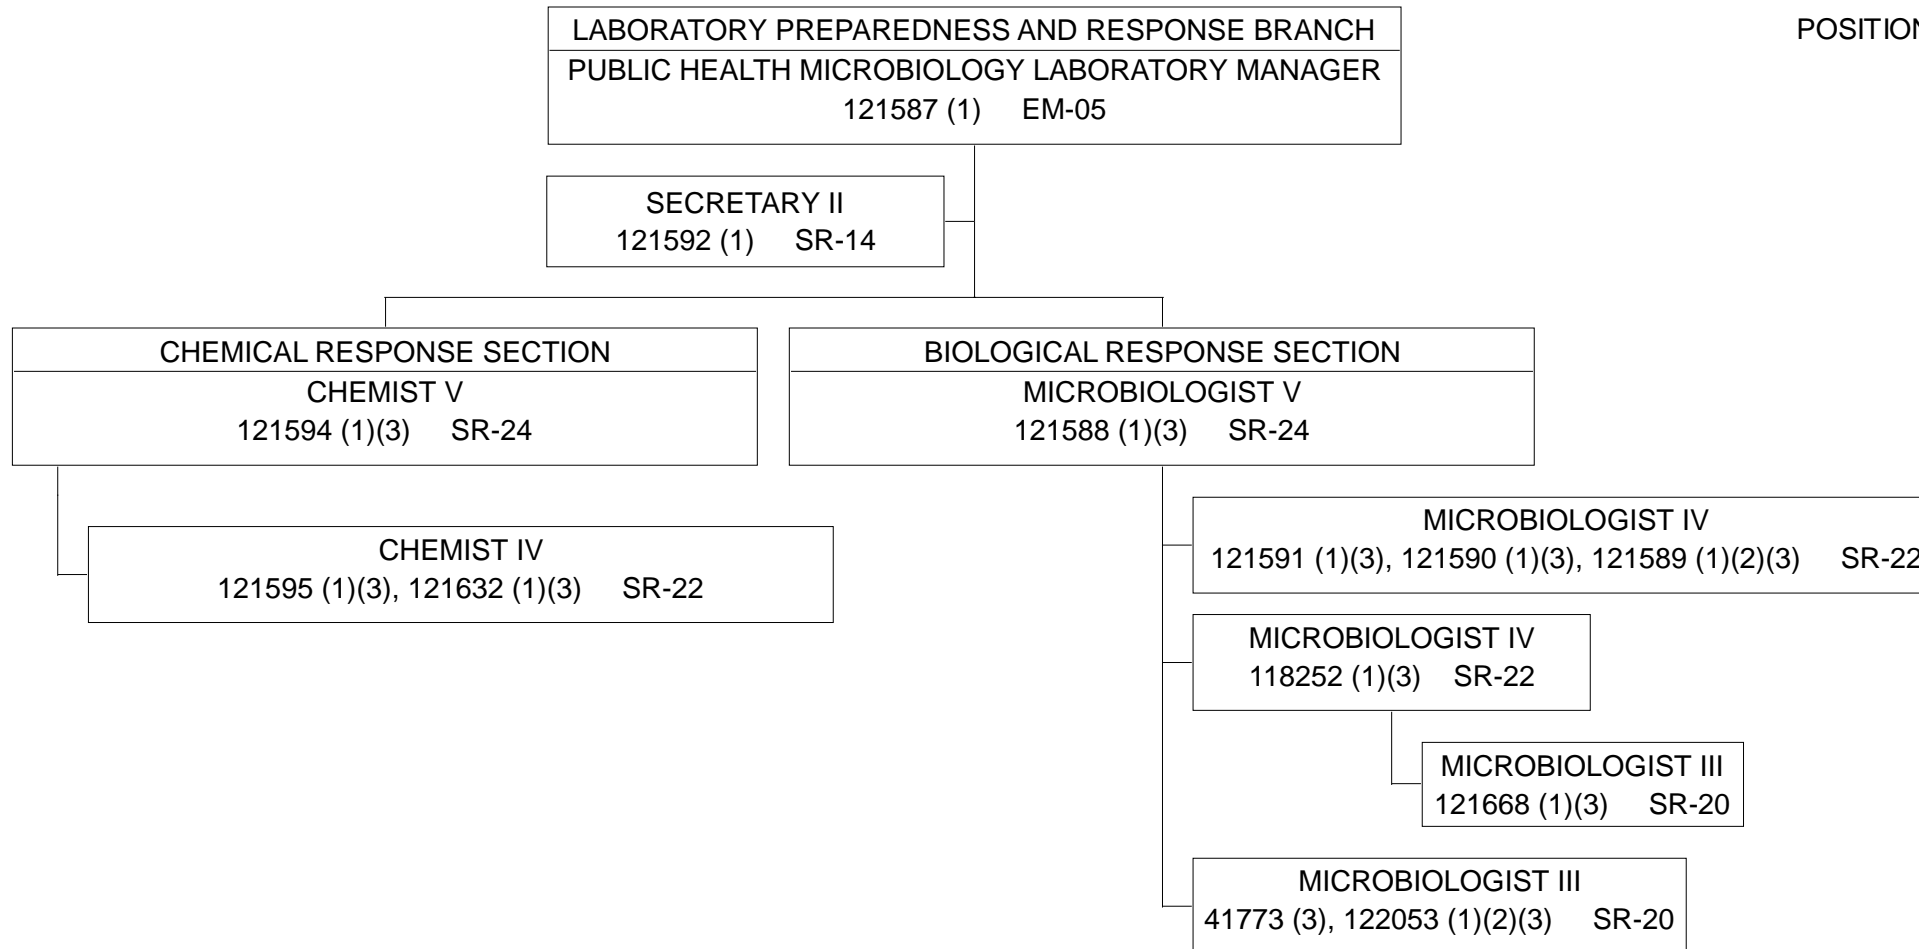 LABORATORY PREPAREDNESS AND RESPONSE BRANCH
PUBLIC HEALTH MICROBIOLOGY LABORATORY MANAGER
121587 (1) EM-05
POSITION
SECRETARY II
121592 (1) SR-14
CHEMICAL RESPONSE SECTION
CHEMIST V
121594 (1)(3) SR-24
BIOLOGICAL RESPONSE SECTION
MICROBIOLOGIST V
121588 (1)(3) SR-24
CHEMIST IV
121595 (1)(3), 121632 (1)(3) SR-22
MICROBIOLOGIST IV
121591 (1)(3), 121590 (1)(3), 121589 (1)(2)(3) SR-22
MICROBIOLOGIST IV
118252 (1)(3) SR-22
MICROBIOLOGIST III
121668 (1)(3) SR-20
MICROBIOLOGIST III
41773 (3), 122053 (1)(2)(3) SR-20